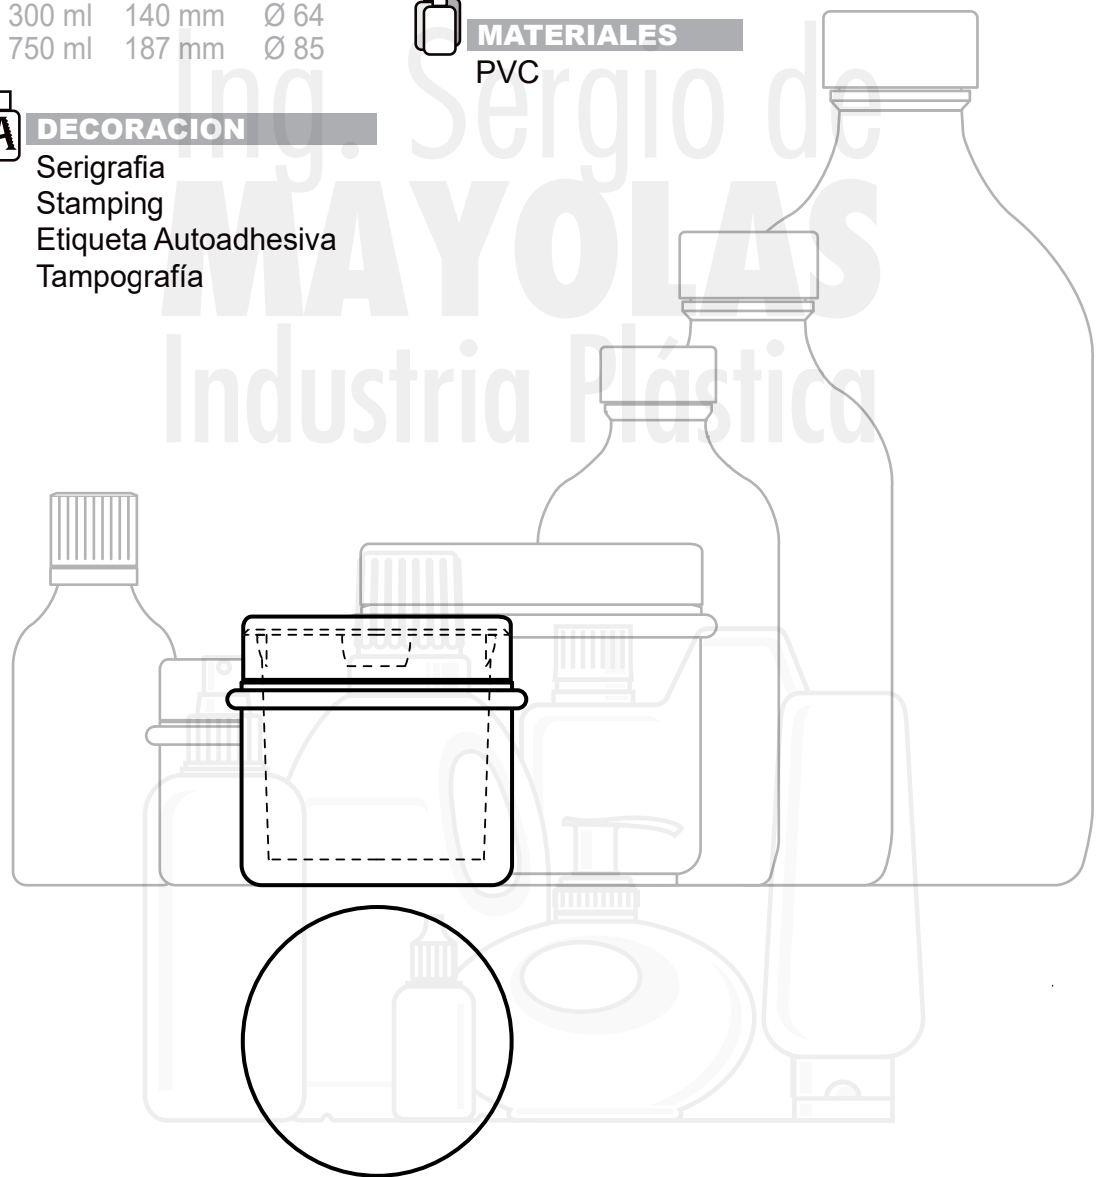 300 ml 140 mm Ø 64
750 ml 187 mm Ø 85
MATERIALES
PVC
A
DECORACION
Serigrafia
Stamping
Etiqueta Autoadhesiva
Tampografía
Ing. Sergio de
MAYOLAS
Industria Plástica